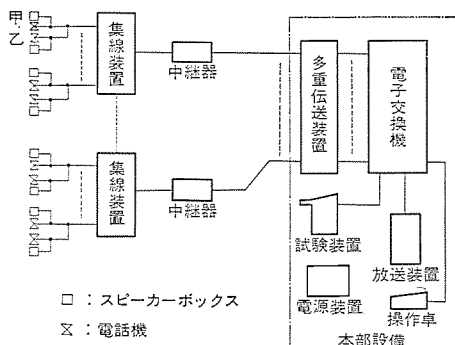 甲
乙
集線装置
中継器
多重伝送装置
電子交換機
集線装置
中継器
試験装置
放送装置
電源装置
操作卓
本部設備
□：スピーカーボックス
：電話機